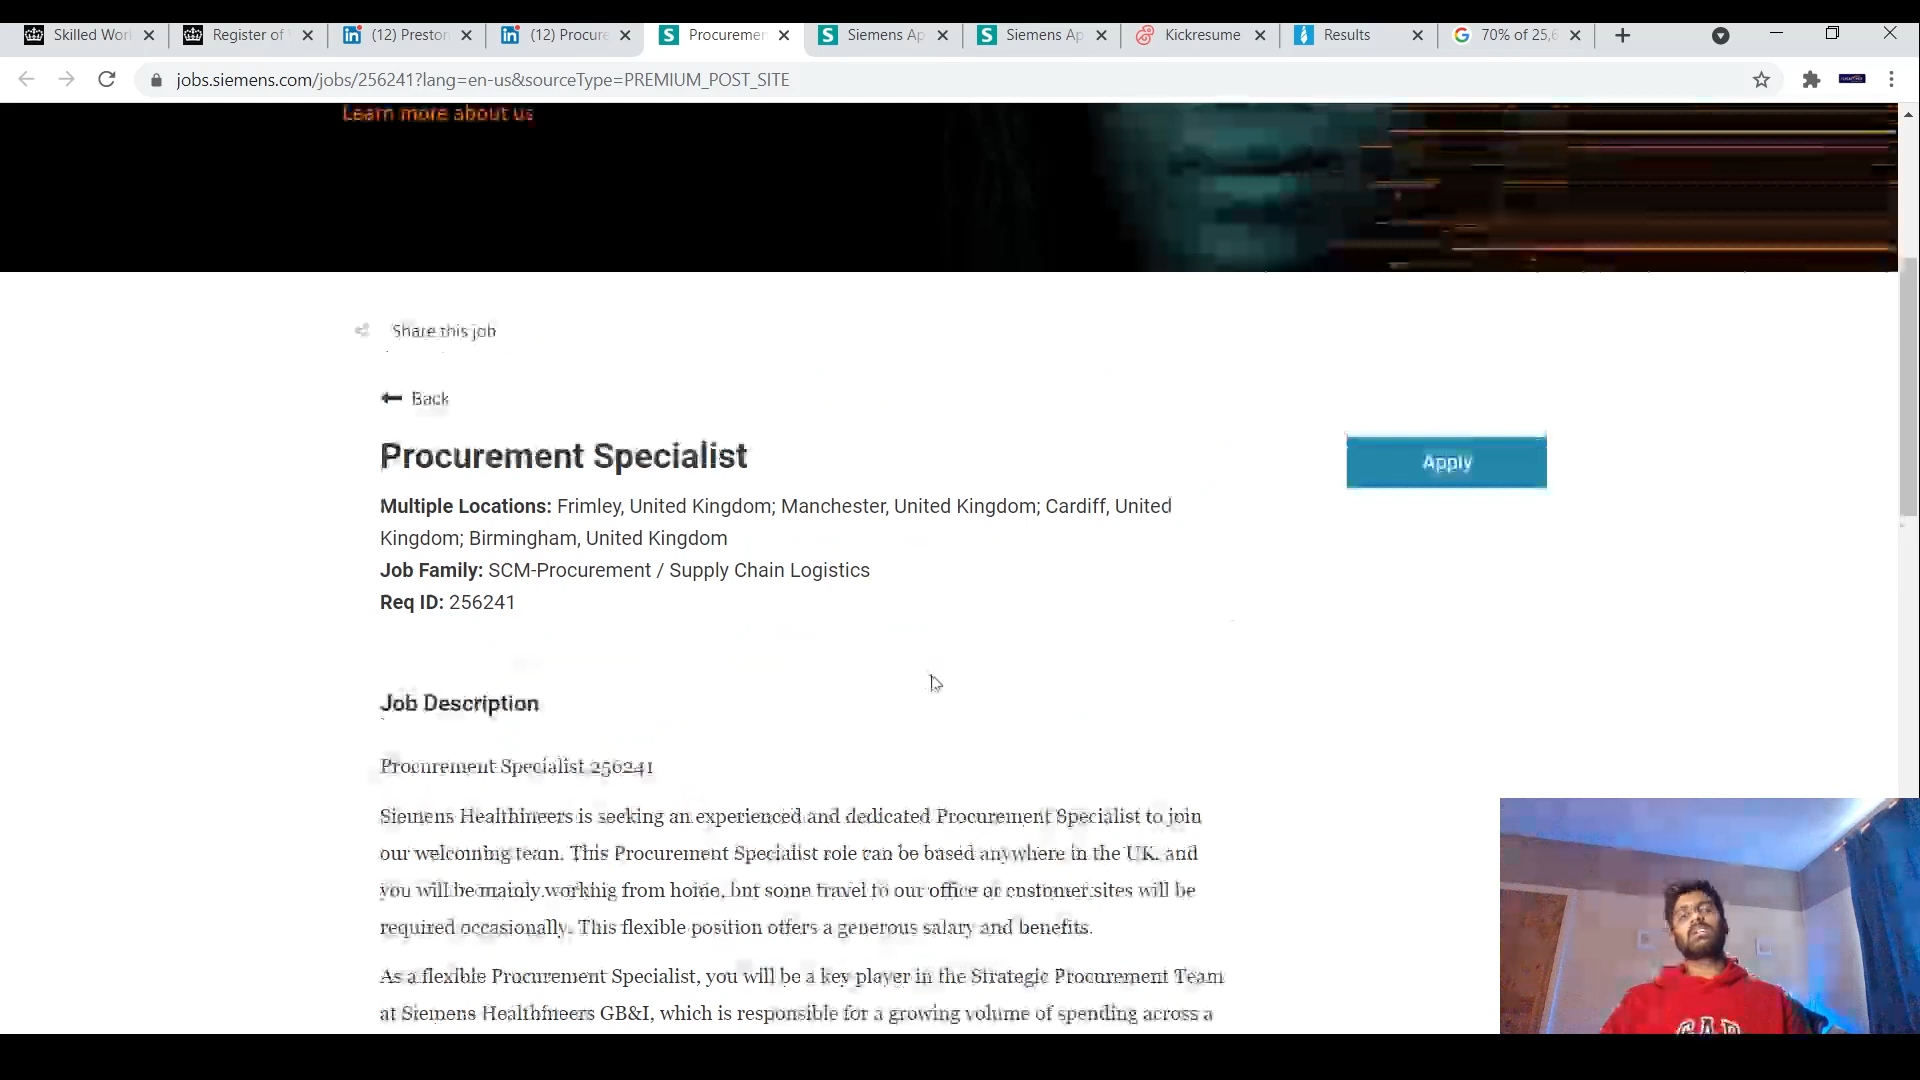 Skilled Wor
Register of
(12) Preston
(12) Procure
Procuremen
Siemens Ap
Siemens Ap
Kickresume
Results
70% of 25,6
jobs.siemens.com/jobs/256241?lang=en-us&sourceType=PREMIUM_POST_SITE
Learn more about us
Share this job
Back
Procurement Specialist
Apply
Multiple Locations: Frimley, United Kingdom; Manchester, United Kingdom; Cardiff, United
Kingdom; Birmingham, United Kingdom
Job Family: SCM-Procurement / Supply Chain Logistics
Req ID: 256241
Job Description
Procurement Specialist 256241
Siemens Healthineers is seeking an experienced and dedicated Procurement Specialist to join
our welcoming team. This Procurement Specialist role can be based anywhere in the UK, and
you will be mainly working from home, but some travel to our office or customer sites will be
required occasionally. This flexible position offers a generous salary and benefits.
As a flexible Procurement Specialist, you will be a key player in the Strategic Procurement Team
at Siemens Healthineers GB&I, which is responsible for a growing volume of spending across a
GAP